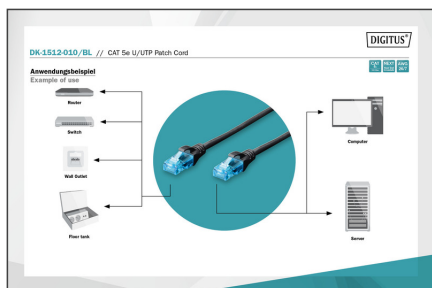 DIGITUS®
DK-1512-010/BL // CAT 5e U/UTP Patch Cord
Anwendungsbeispiel
Example of use
Router
Switch
Wall Outlet
Floor tank
Computer
Server